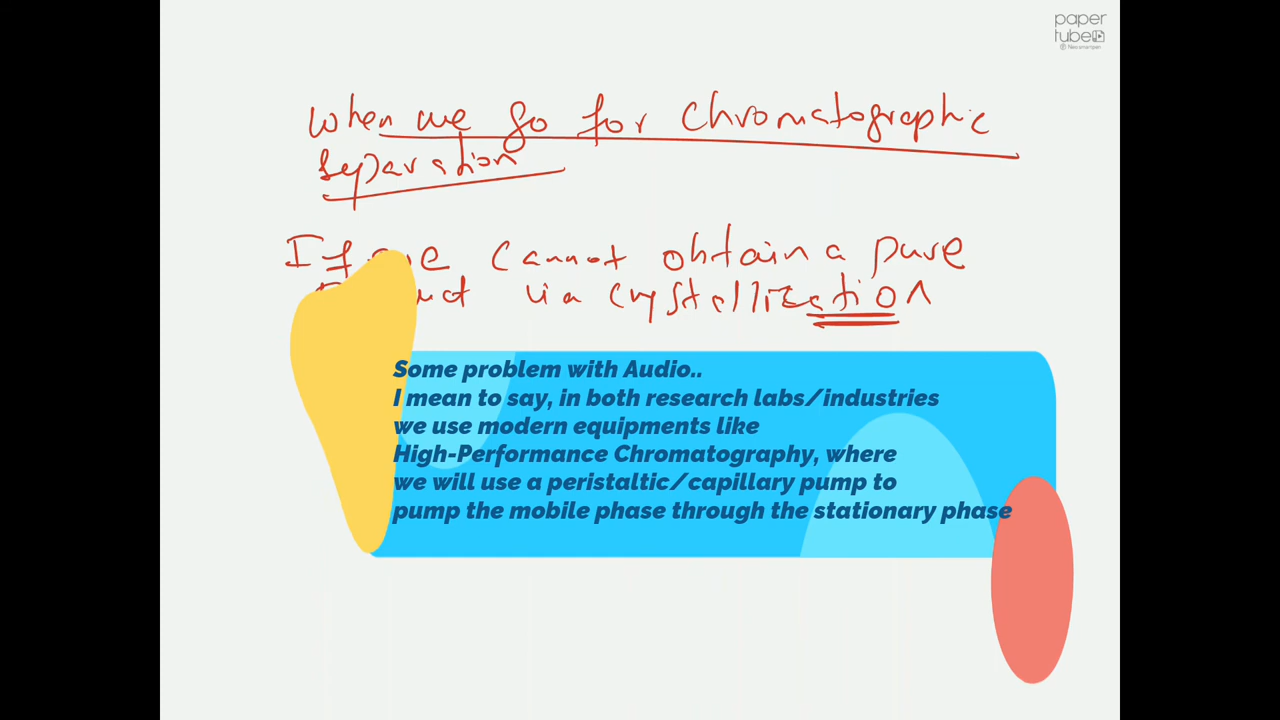 paper
tube
When we go for chromatographic
separation
If one cannot obtain a pure
via crystallization
Some problem with Audio..
I mean to say, in both research labs/industries
we use modern equipments like
High-Performance Chromatography, where
we will use a peristaltic/capillary pump to
pump the mobile phase through the stationary phase